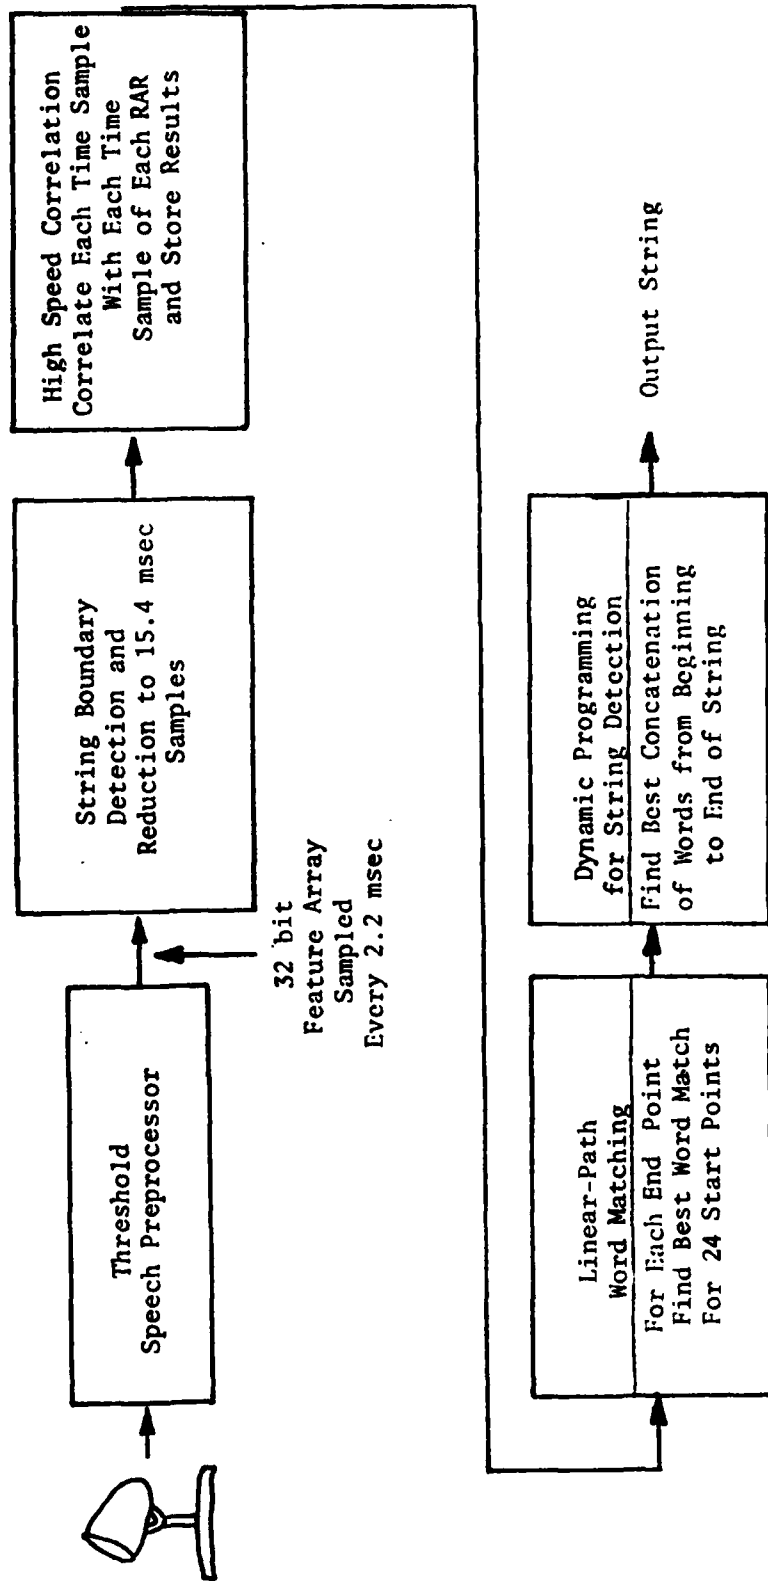 Threshold
Speech Preprocessor
32 bit
Feature Array
Sampled
Every 2.2 msec
String Boundary
Detection and
Reduction to 15.4 msec
Samples
High Speed Correlation
Correlate Each Time Sample
With Each Time
Sample of Each RAR
and Store Results
Linear-Path
Word Matching
For Each End Point
Find Best Word Match
For 24 Start Points
Dynamic Programming
for String Detection
Find Best Concatenation
of Words from Beginning
to End of String
Output String